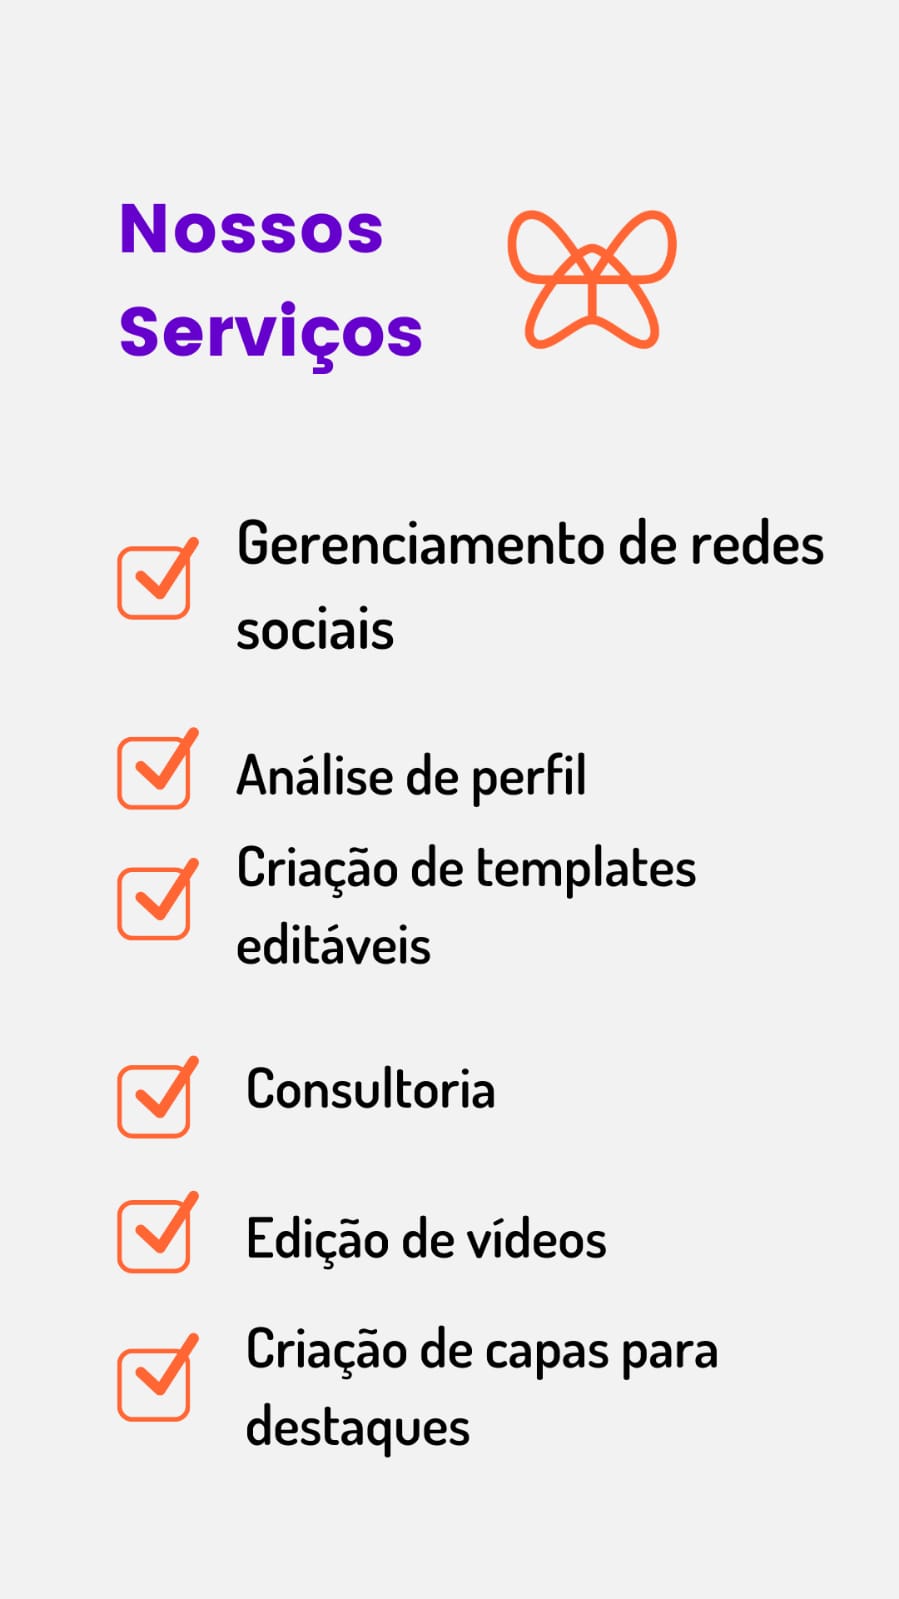 Nossos
Serviços
Gerenciamento de redes
sociais
Análise de perfil
Criação de templates
editáveis
Consultoria
Edição de vídeos
Criação de capas para
destaques